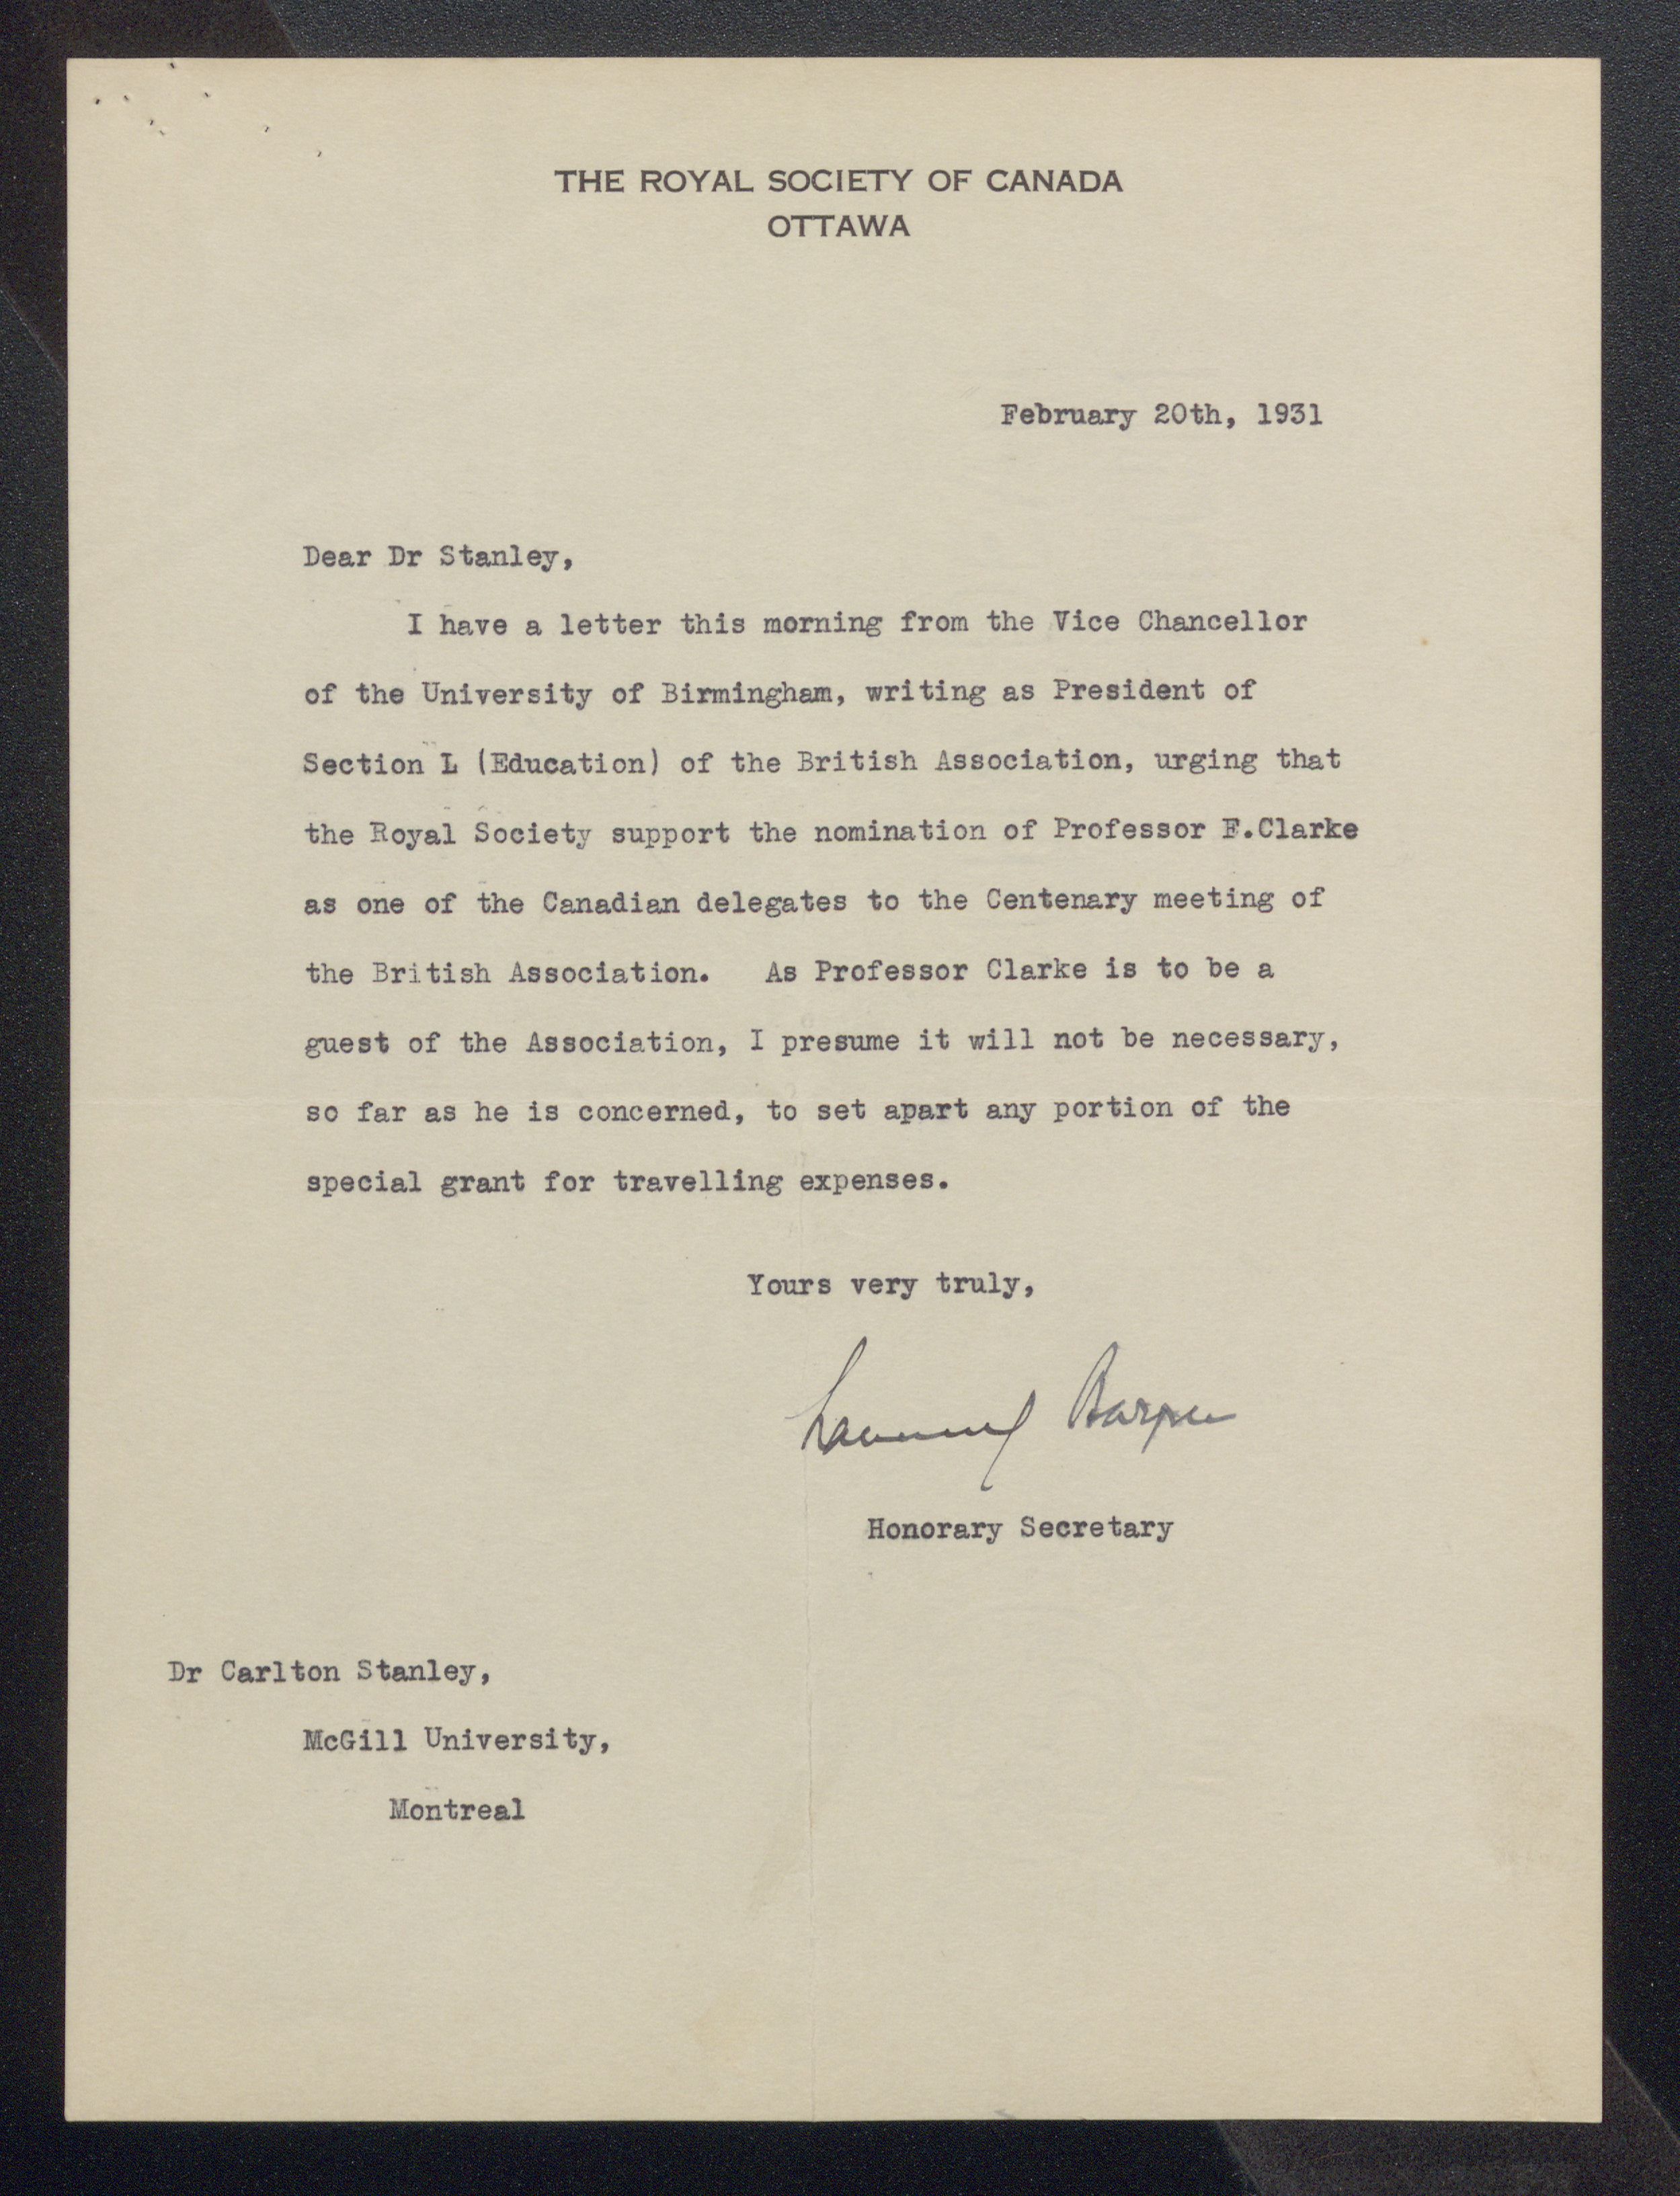 THE ROYAL SOCIETY OF CANADA
OTTAWA
February 20th, 1931
Dear Dr Stanley,
I have a letter this morning from the Vice Chancellor
of the University of Birmingham, writing as President of
Section L (Education) of the British Association, urging that
the Royal Society support the nomination of Professor F.Clarke
as one of the Canadian delegates to the Centenary meeting of
the British Association. As Professor Clarke is to be a
guest of the Association, I presume it will not be necessary,
so far as he is concerned, to set apart any portion of the
special grant for travelling expenses.
Yours very truly,
Honorary Secretary
Dr Carlton Stanley,
McGill University,
Montreal